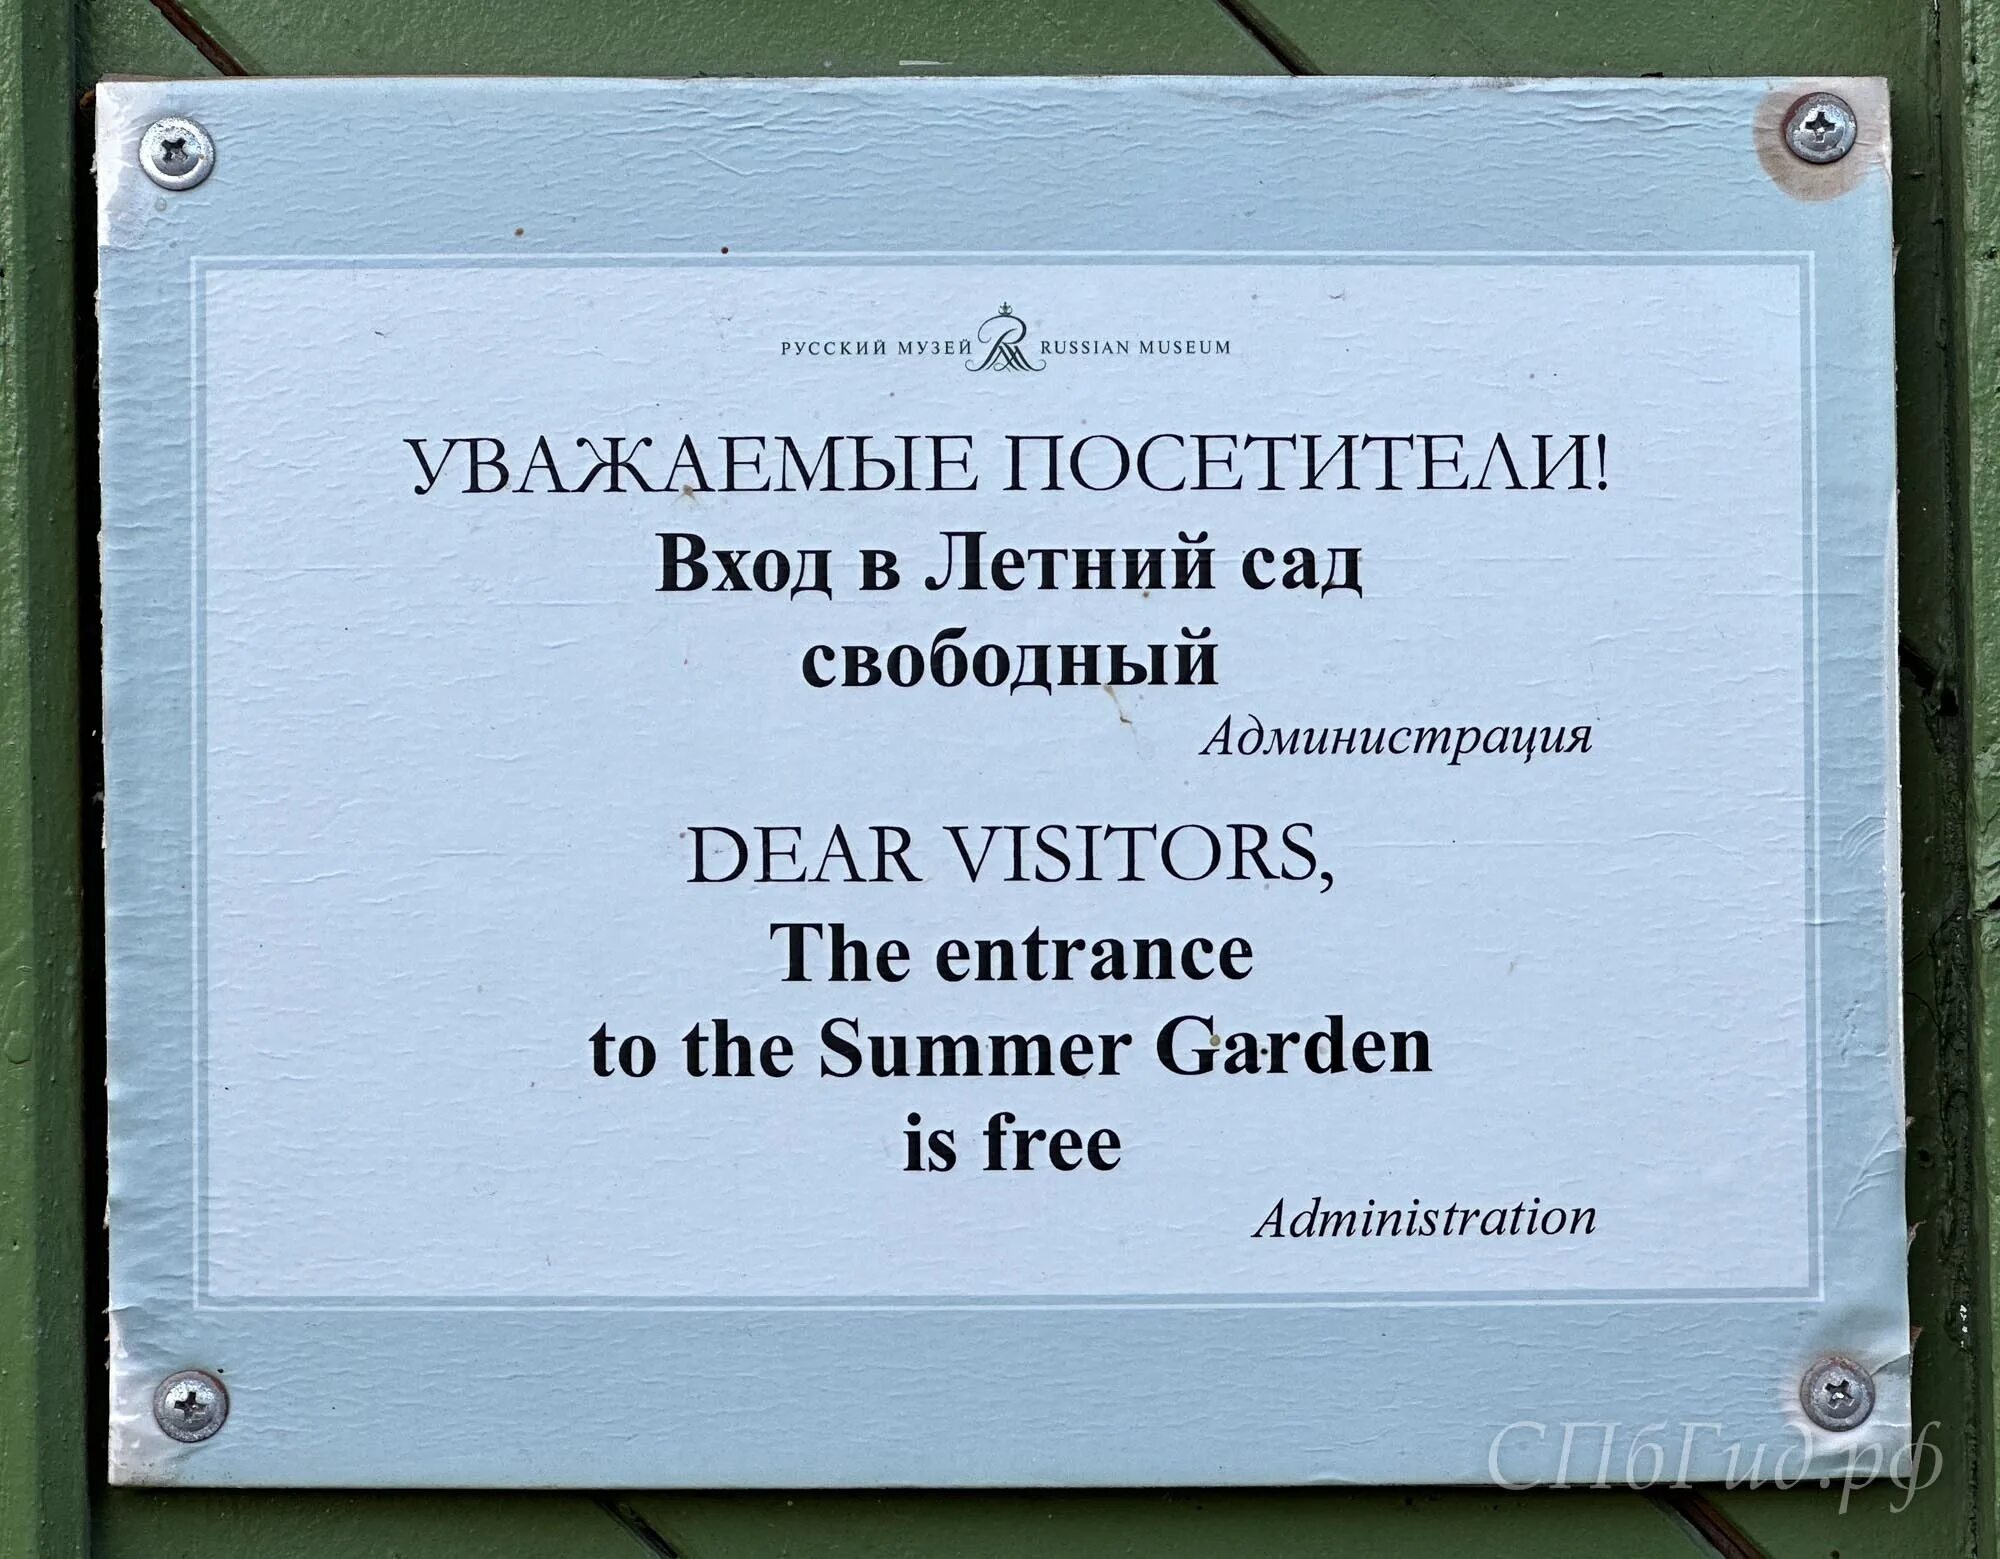 РУССКИЙ МУЗЕЙ RUSSIAN MUSEUM
УВАЖАЕМЫЕ ПОСЕТИТЕЛИ!
Вход в Летний сад
свободный
Администрация
DEAR VISITORS,
The entrance
to the Summer Garden
is free
Administration
СПбГид.рф